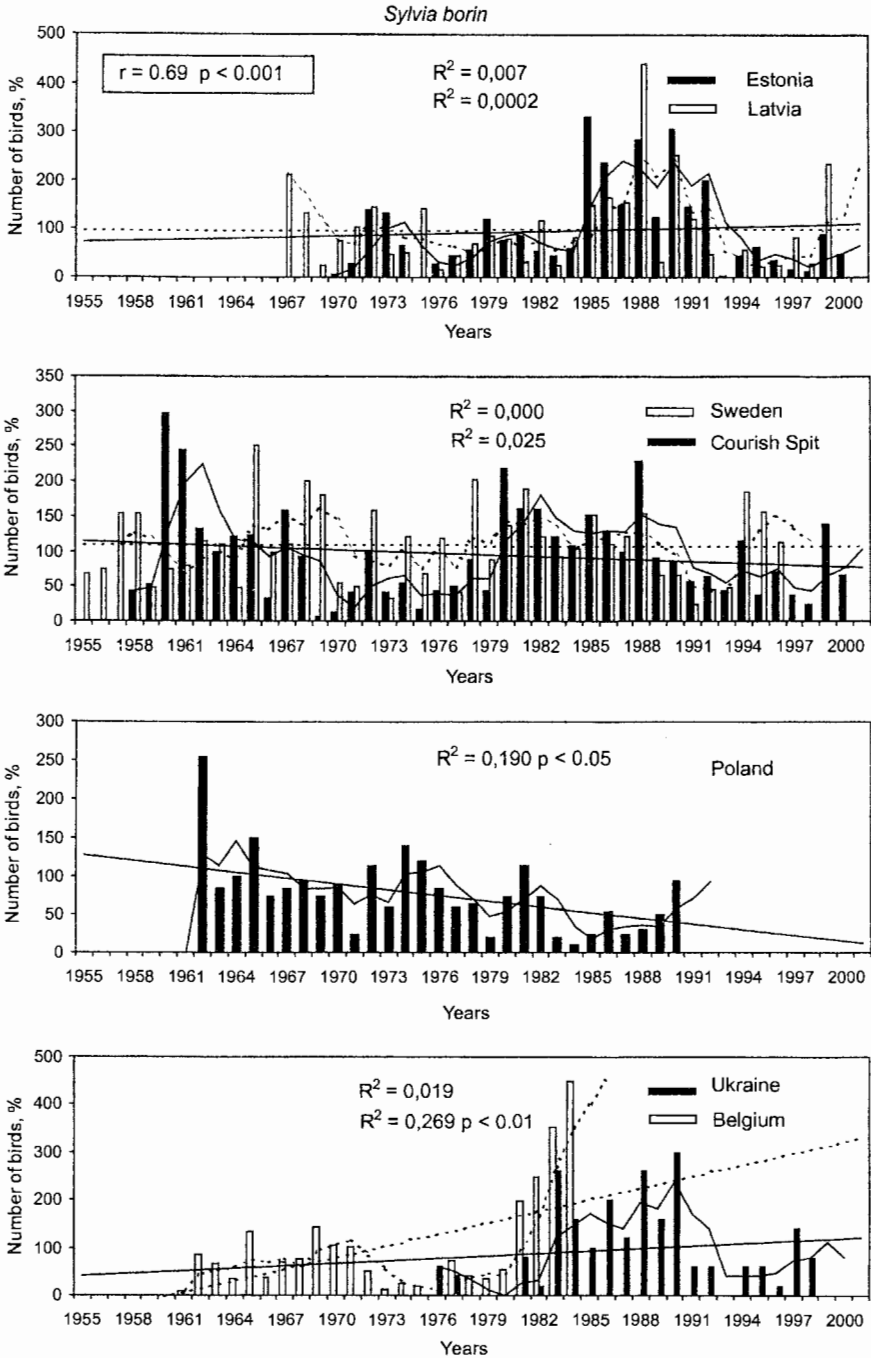 Sylvia borin
500
400
300
200
100
0
Number of birds, %
r = 0.69 p < 0.001
R² = 0,007
R² = 0,0002
Estonia
Latvia
1955 1958 1961 1964 1967 1970 1973 1976 1979 1982 1985 1988 1991 1994 1997 2000
Years
350
300
250
200
150
100
50
0
Number of birds, %
R² = 0,000
R² = 0,025
Sweden
Courish Spit
1955 1958 1961 1964 1967 1970 1973 1976 1979 1982 1985 1988 1991 1994 1997 2000
Years
300
250
200
150
100
50
0
Number of birds, %
R² = 0,190 p < 0.05
Poland
1955 1958 1961 1964 1967 1970 1973 1976 1979 1982 1985 1988 1991 1994 1997 2000
Years
500
400
300
200
100
0
Number of birds, %
R² = 0,019
R² = 0,269 p < 0.01
Ukraine
Belgium
1955 1958 1961 1964 1967 1970 1973 1976 1979 1982 1985 1988 1991 1994 1997 2000
Years